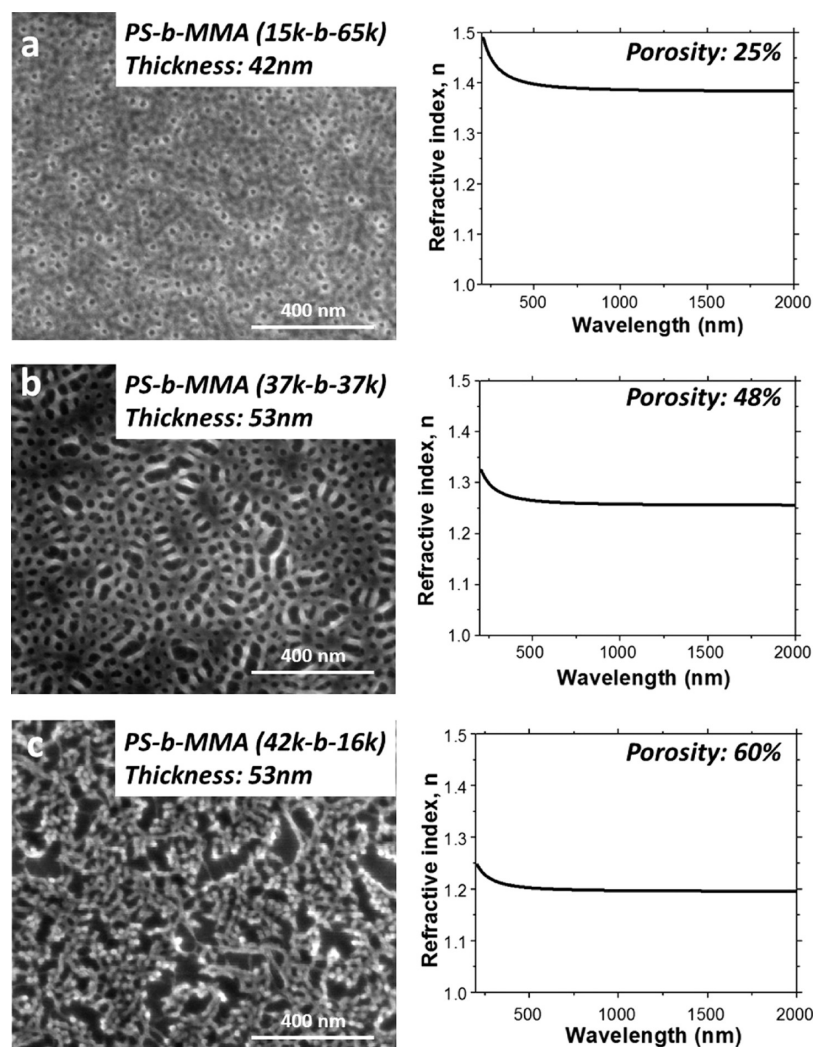 a
PS-b-MMA (15k-b-65k)
Thickness: 42nm
400 nm
Porosity: 25%
Refractive index, n
1.5
1.4
1.3
1.2
1.1
1.0
500 1000 1500 2000
Wavelength (nm)
b
PS-b-MMA (37k-b-37k)
Thickness: 53nm
400 nm
Porosity: 48%
Refractive index, n
1.5
1.4
1.3
1.2
1.1
1.0
500 1000 1500 2000
Wavelength (nm)
c
PS-b-MMA (42k-b-16k)
Thickness: 53nm
400 nm
Porosity: 60%
Refractive index, n
1.5
1.4
1.3
1.2
1.1
1.0
500 1000 1500 2000
Wavelength (nm)